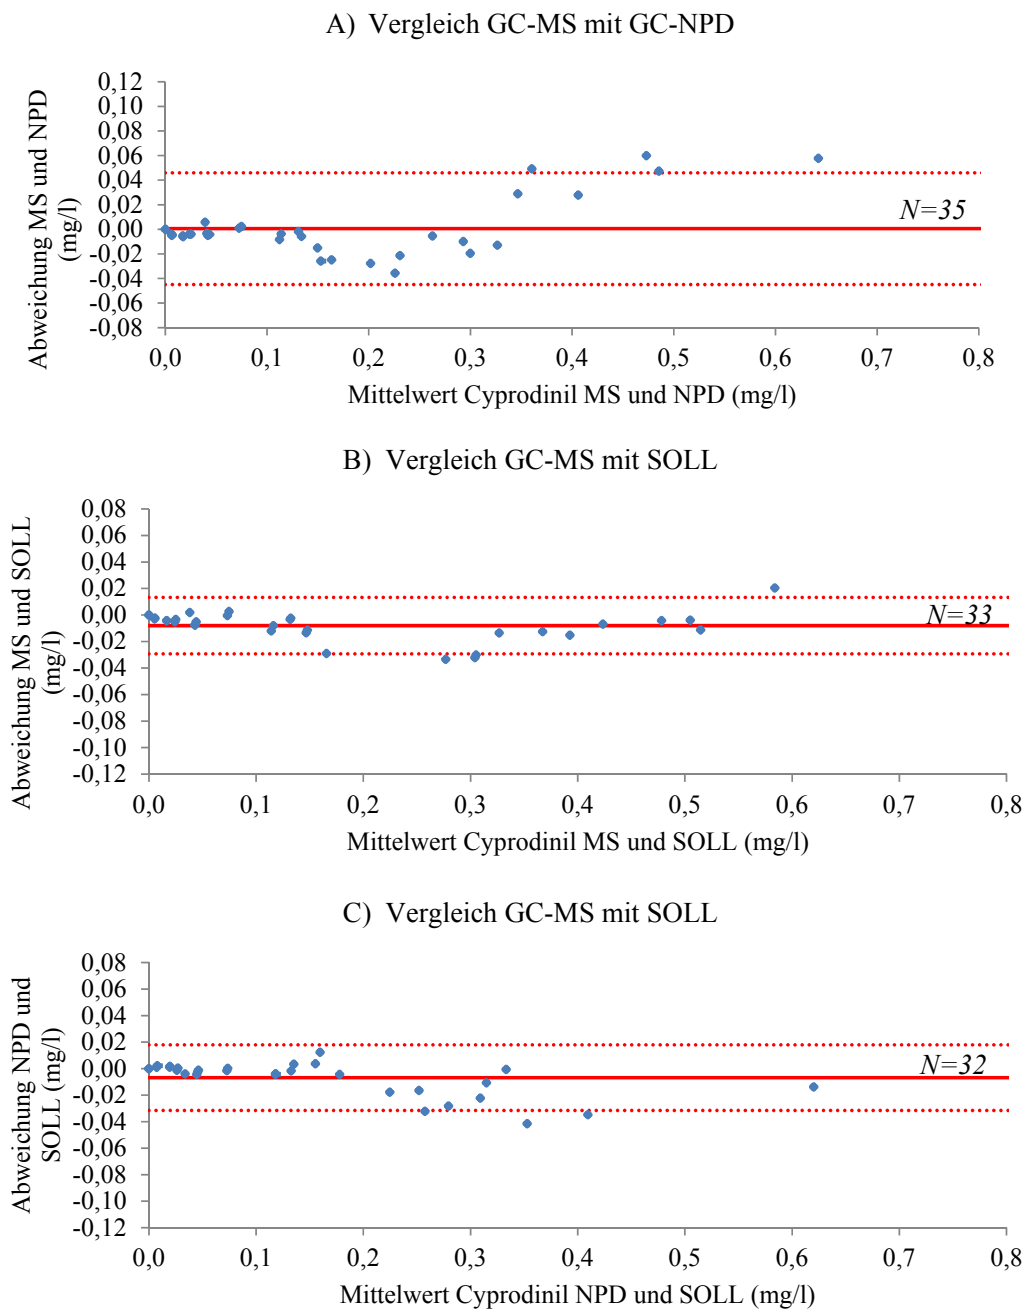 A) Vergleich GC-MS mit GC-NPD
Abweichung MS und NPD
(mg/l)
0,12
0,10
0,08
0,06
0,04
0,02
0,00
-0,02
-0,04
-0,06
-0,08
N=35
0,0 0,1 0,2 0,3 0,4 0,5 0,6 0,7 0,8
Mittelwert Cyprodinil MS und NPD (mg/l)
B) Vergleich GC-MS mit SOLL
Abweichung MS und SOLL
(mg/l)
0,08
0,06
0,04
0,02
0,00
-0,02
-0,04
-0,06
-0,08
-0,10
-0,12
N=33
0,0 0,1 0,2 0,3 0,4 0,5 0,6 0,7 0,8
Mittelwert Cyprodinil MS und SOLL (mg/l)
C) Vergleich GC-MS mit SOLL
Abweichung NPD und
SOLL (mg/l)
0,08
0,06
0,04
0,02
0,00
-0,02
-0,04
-0,06
-0,08
-0,10
-0,12
N=32
0,0 0,1 0,2 0,3 0,4 0,5 0,6 0,7 0,8
Mittelwert Cyprodinil NPD und SOLL (mg/l)